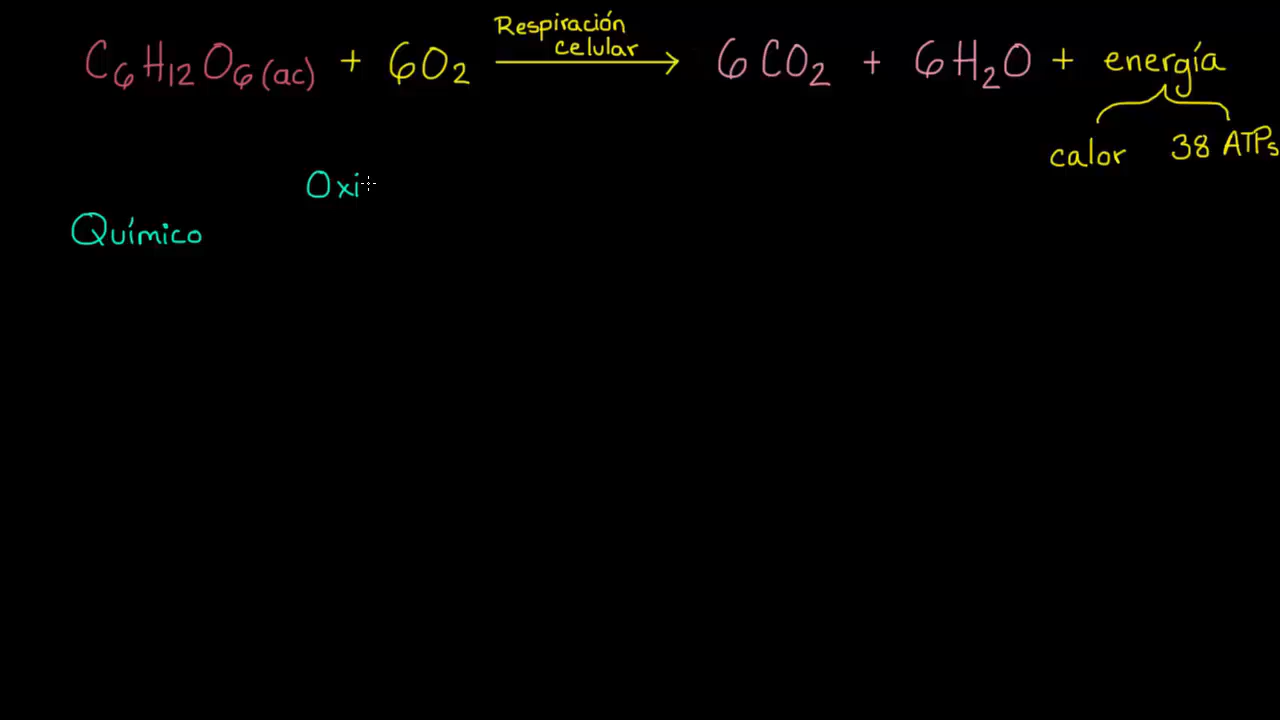 C6H12O6(ac) + 6O2 Respiración celular → 6CO2 + 6H2O + energía
calor 38 ATPs
Oxi
Químico